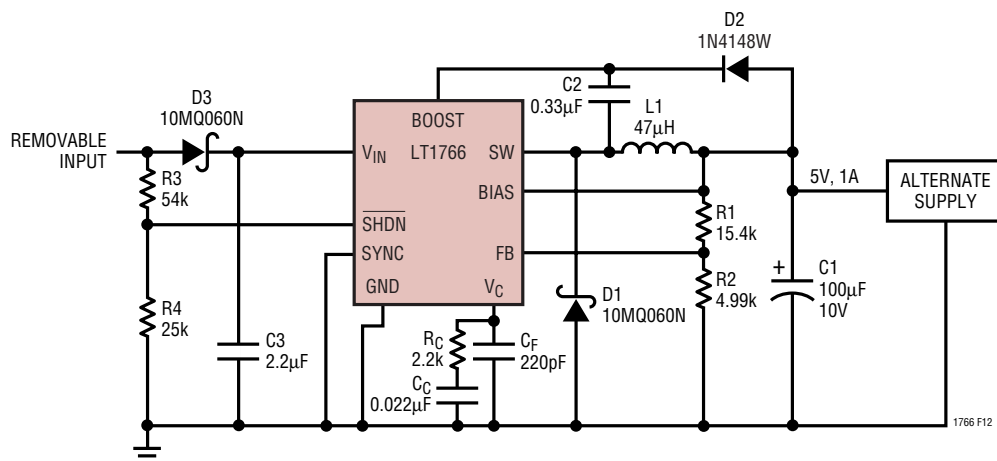 D2
1N4148W
D3
10MQ060N
C2
0.33µF
L1
47µH
BOOST
LT1766
REMOVABLE
INPUT
VIN
SW
BIAS
R3
54k
5V, 1A
ALTERNATE
SUPPLY
SHDN
SYNC
FB
R1
15.4k
GND
VC
R2
4.99k
+
C1
100µF
10V
D1
10MQ060N
R4
25k
C3
2.2µF
RC
2.2k
CF
220pF
CC
0.022µF
1766 F12